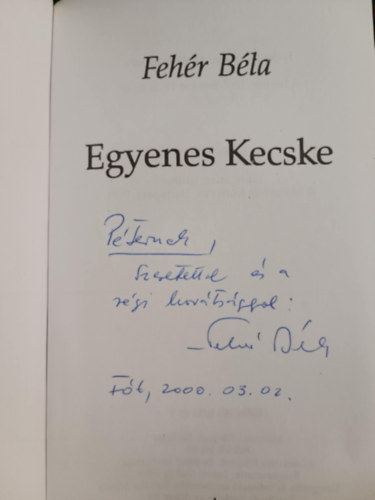 Fehér Béla
Egyenes Kecske
Péternek,
Szeretettel és a
régi barátsággal:
Fehér Béla
Fót, 2000. 03. 02.